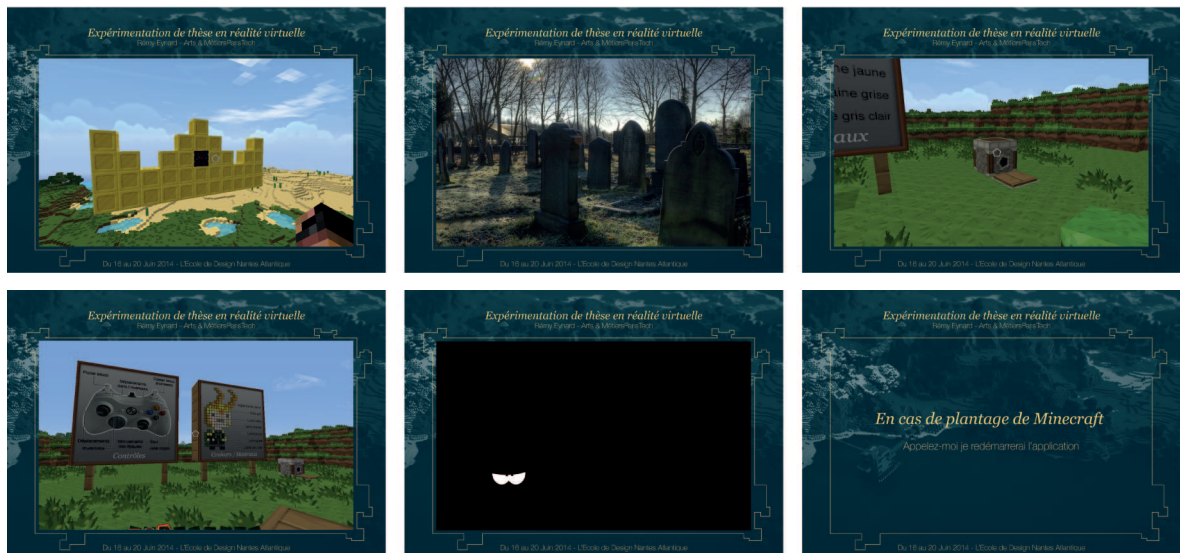 Expérimentation de thèse en réalité virtuelle
Rémy Eynard - Arts & MétiersParisTech
Du 16 au 20 Juin 2014 - L'Ecole de Design Nantes Atlantique
Expérimentation de thèse en réalité virtuelle
Rémy Eynard - Arts & MétiersParisTech
Du 16 au 20 Juin 2014 - L'Ecole de Design Nantes Atlantique
Expérimentation de thèse en réalité virtuelle
Rémy Eynard - Arts & MétiersParisTech
ne jaune
ine grise
e gris clair
aux
Du 16 au 20 Juin 2014 - L'Ecole de Design Nantes Atlantique
Expérimentation de thèse en réalité virtuelle
Rémy Eynard - Arts & MétiersParisTech
Contrôles
Du 16 au 20 Juin 2014 - L'Ecole de Design Nantes Atlantique
Expérimentation de thèse en réalité virtuelle
Rémy Eynard - Arts & MétiersParisTech
Du 16 au 20 Juin 2014 - L'Ecole de Design Nantes Atlantique
Expérimentation de thèse en réalité virtuelle
Rémy Eynard - Arts & MétiersParisTech
En cas de plantage de Minecraft
Appelez-moi je redémarrerai l'application
Du 16 au 20 Juin 2014 - L'Ecole de Design Nantes Atlantique